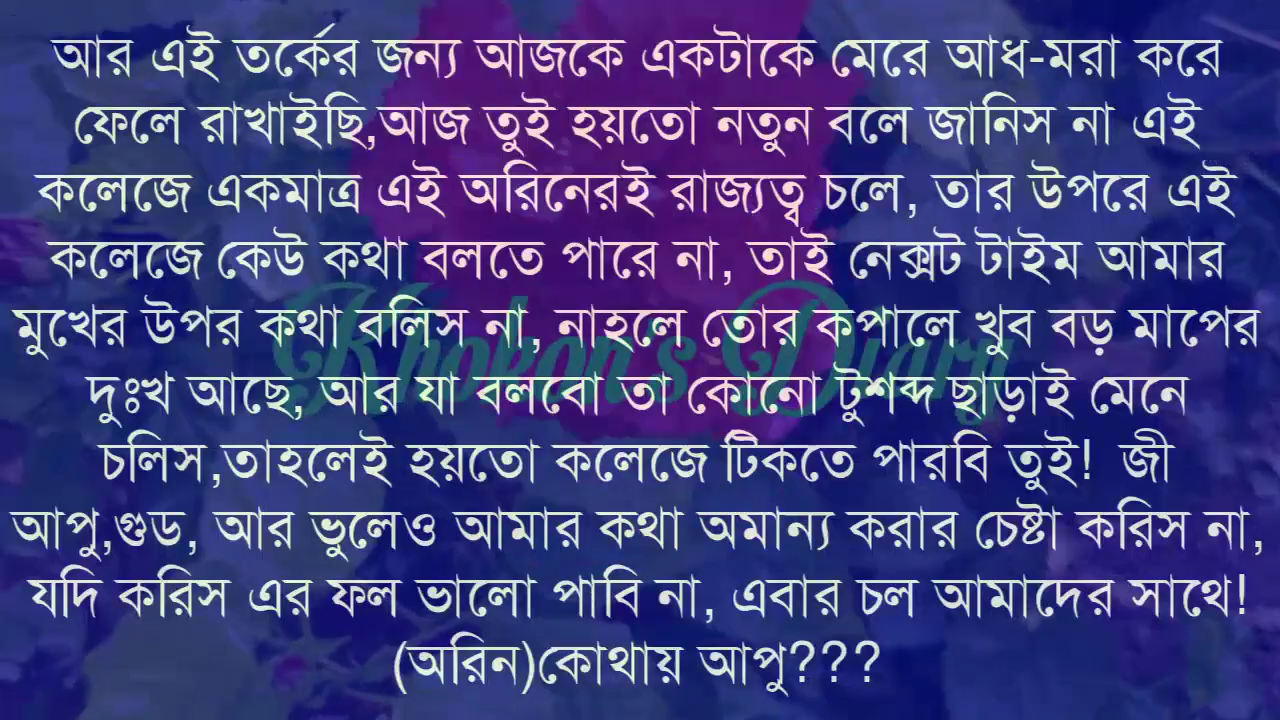 আর এই তর্কের জন্য আজকে একটাকে মেরে আধ-মরা করে
ফেলে রাখাইছি,আজ তুই হয়তো নতুন বলে জানিস না এই
কলেজে একমাত্র এই অরিনেরই রাজ্যত্ব চলে, তার উপরে এই
কলেজে কেউ কথা বলতে পারে না, তাই নেক্সট টাইম আমার
মুখের উপর কথা বলিস না, নাহলে তোর কপালে খুব বড় মাপের
দুঃখ আছে, আর যা বলবো তা কোনো টুশব্দ ছাড়াই মেনে
চলিস,তাহলেই হয়তো কলেজে টিকতে পারবি তুই! জী
আপু,গুড, আর ভুলেও আমার কথা অমান্য করার চেষ্টা করিস না,
যদি করিস এর ফল ভালো পাবি না, এবার চল আমাদের সাথে!
(অরিন)কোথায় আপু???
Khokon's Diary